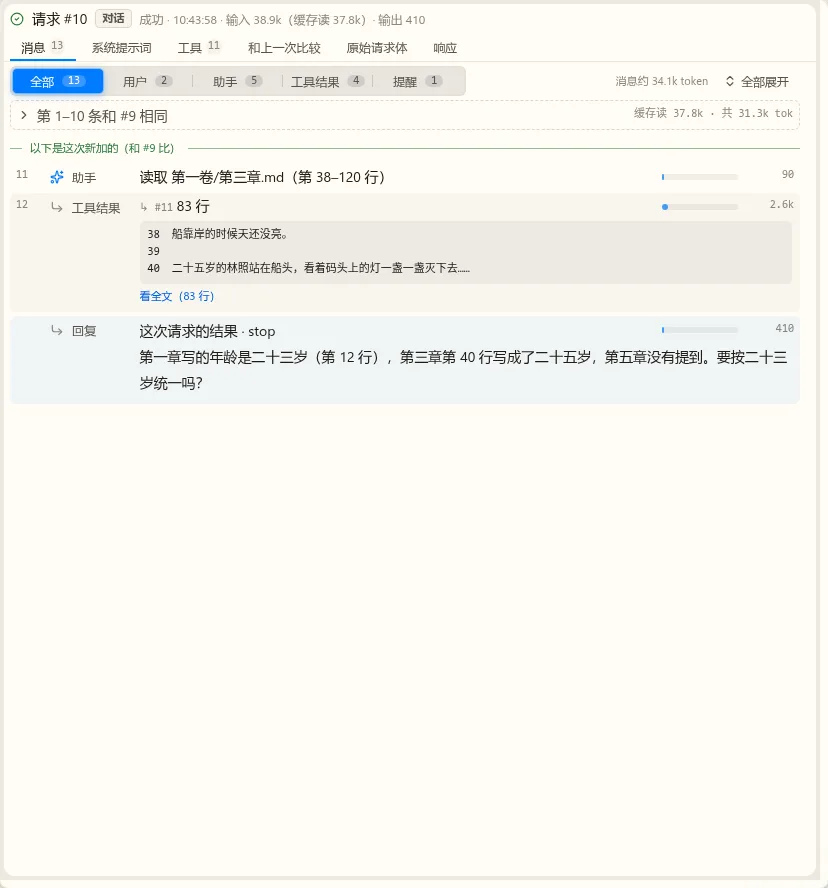 请求 #10 对话 成功 · 10:43:58 · 输入 38.9k（缓存读 37.8k）· 输出 410
消息 13 系统提示词 工具 11 和上一次比较 原始请求体 响应
全部 13 用户 2 助手 5 工具结果 4 提醒 1 消息约 34.1k token 全部展开
第 1–10 条和 #9 相同 缓存读 37.8k · 共 31.3k tok
以下是这次新加的（和 #9 比）
11 助手 读取 第一卷/第三章.md（第 38–120 行） 90
12 工具结果 ↳ #11 83 行 2.6k
38 船靠岸的时候天还没亮。
39
40 二十五岁的林照站在船头，看着码头上的灯一盏一盏灭下去……
看全文（83 行）
回复 这次请求的结果 · stop 410
第一章写的年龄是二十三岁（第 12 行），第三章第 40 行写成了二十五岁，第五章没有提到。要按二十三
岁统一吗？